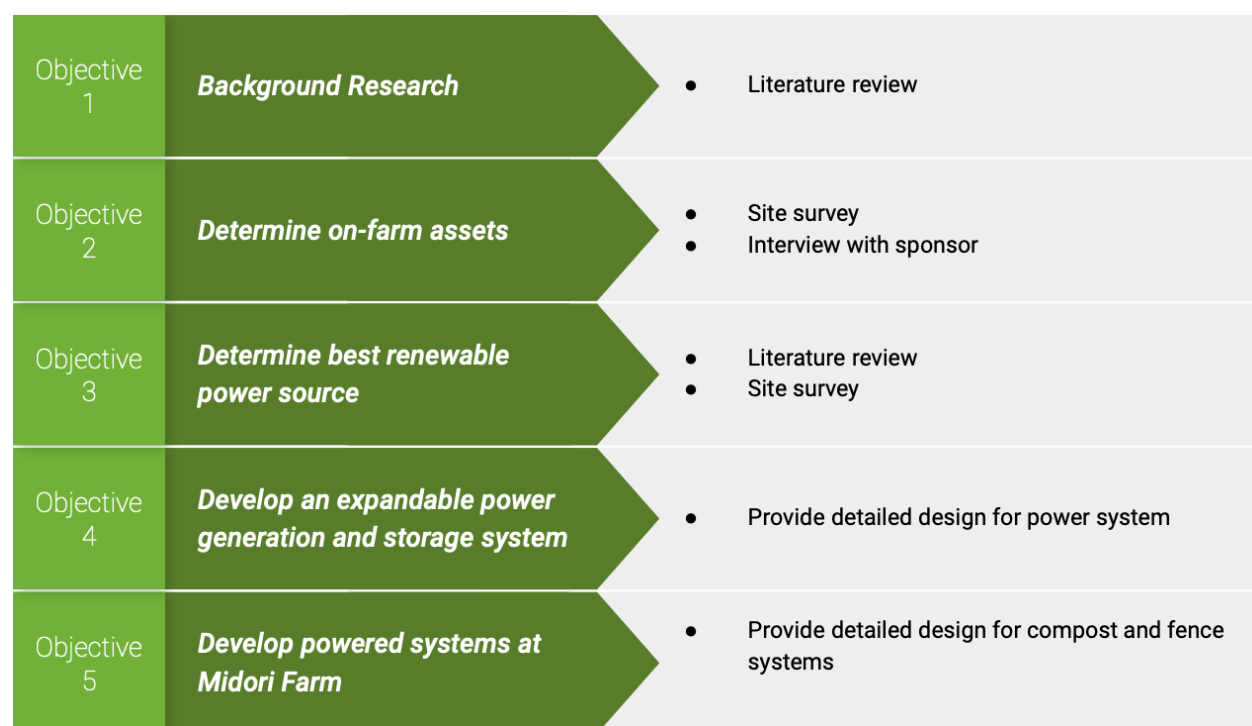 Objective
1
Background Research
● Literature review
Objective
2
Determine on-farm assets
● Site survey
● Interview with sponsor
Objective
3
Determine best renewable
power source
● Literature review
● Site survey
Objective
4
Develop an expandable power
generation and storage system
● Provide detailed design for power system
Objective
5
Develop powered systems at
Midori Farm
● Provide detailed design for compost and fence
systems